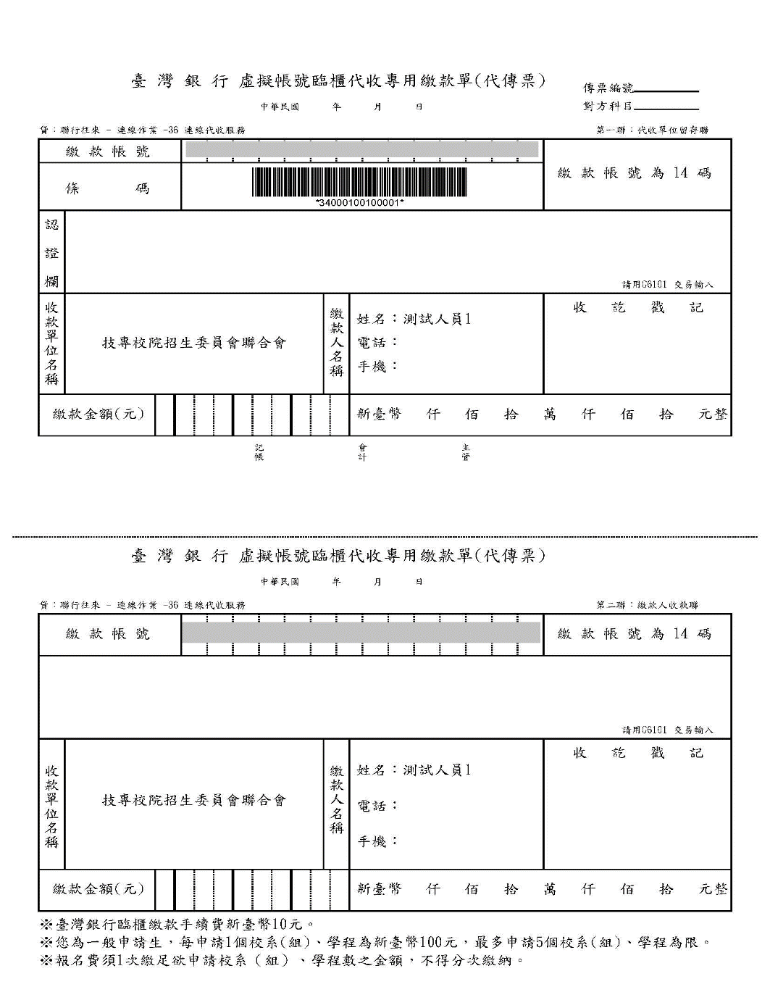 臺 灣 銀 行 虛擬帳號臨櫃代收專用繳款單(代傳票)
傳票編號
中華民國 年 月 日
對方科目
貸：聯行往來 - 連線作業 -36 連線代收服務
第一聯：代收單位留存聯
繳 款 帳 號
繳 款 帳 號 為 14 碼
條 碼
*34000100100001*
認證欄
請用G6101 交易輸入
收款單位名稱
技專校院招生委員會聯合會
繳款人名稱
姓名：測試人員1
電話：
手機：
收 訖 戳 記
繳款金額(元)
新臺幣 仟 佰 拾 萬 仟 佰 拾 元整
記帳 會計 主管
臺 灣 銀 行 虛擬帳號臨櫃代收專用繳款單(代傳票)
中華民國 年 月 日
貸：聯行往來 - 連線作業 -36 連線代收服務
第二聯：繳款人收執聯
繳 款 帳 號
繳 款 帳 號 為 14 碼
請用G6101 交易輸入
收款單位名稱
技專校院招生委員會聯合會
繳款人名稱
姓名：測試人員1
電話：
手機：
收 訖 戳 記
繳款金額(元)
新臺幣 仟 佰 拾 萬 仟 佰 拾 元整
※臺灣銀行臨櫃繳款手續費新臺幣10元。
※您為一般申請生，每申請1個校系(組)、學程為新臺幣100元，最多申請5個校系(組)、學程為限。
※報名費須1次繳足欲申請校系（組）、學程數之金額，不得分次繳納。